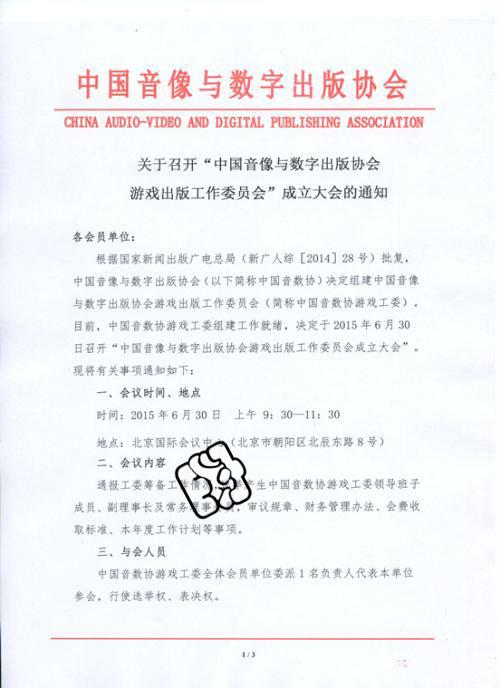 中国音像与数字出版协会
CHINA AUDIO-VIDEO AND DIGITAL PUBLISHING ASSOCIATION
关于召开“中国音像与数字出版协会
游戏出版工作委员会”成立大会的通知
各会员单位：
根据国家新闻出版广电总局（新广人综［2014］28号）批复，
中国音像与数字出版协会（以下简称中国音数协）决定组建中国音像
与数字出版协会游戏出版工作委员会（简称中国音数协游戏工委）。
目前，中国音数协游戏工委组建工作就绪，决定于2015年6月30
日召开“中国音像与数字出版协会游戏出版工作委员会成立大会”。
现将有关事项通知如下：
一、会议时间、地点
时间：2015年6月30日 上午 9：30—11：30
地点：北京国际会议中心（北京市朝阳区北辰东路8号）
二、会议内容
通报工委筹备工作情况，产生中国音数协游戏工委领导班子
成员、副理事长及常务理事员，审议规章、财务管理办法、会费收
取标准、本年度工作计划等事项。
三、与会人员
中国音数协游戏工委全体会员单位委派1名负责人代表本单位
参会，行使选举权、表决权。
1 / 3